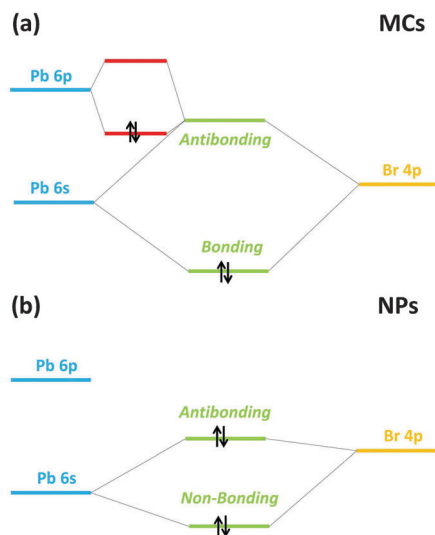 (a)
MCs
Pb 6p
Antibonding
Pb 6s
Br 4p
Bonding
(b)
NPs
Pb 6p
Antibonding
Br 4p
Pb 6s
Non-Bonding